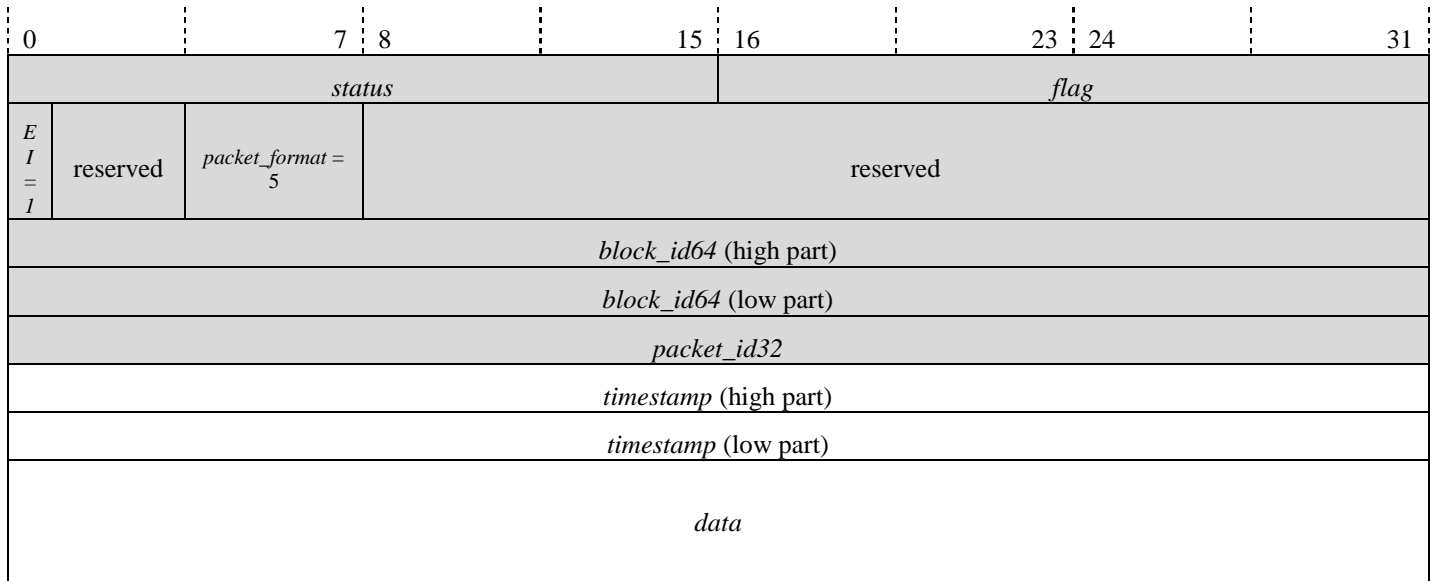 0 7 8 15 16 23 24 31
status flag
E
I
=
1
reserved
packet_format =
5
reserved
block_id64 (high part)
block_id64 (low part)
packet_id32
timestamp (high part)
timestamp (low part)
data